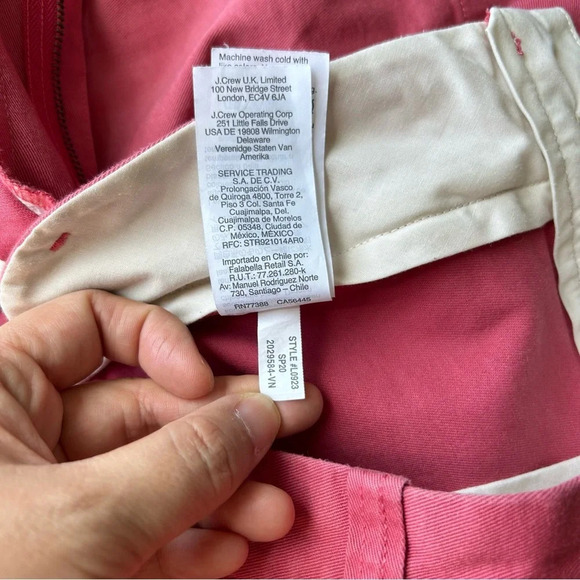 Machine wash cold with
J.Crew U.K. Limited
100 New Bridge Street
London, EC4V 6JA
J.Crew Operating Corp
251 Little Falls Drive
USA DE 19808 Wilmington
Delaware
Verenidge Staten Van
Amerika
SERVICE TRADING
S.A. DE C.V.
Prolongación Vasco
de Quiroga 4800, Torre 2,
Piso 3 Col. Santa Fe
Cuajimalpa, Del.
Cuajimalpa de Morelos
C.P. 05348, Ciudad de
México, MÉXICO
RFC: STR921014AR0
Importado en Chile por:
Falabella Retail S.A.
R.U.T.: 77.261.280-k
Av: Manuel Rodriguez Norte
730, Santiago – Chile
RN77388 CA56445
STYLE #L0923
SP20
2029584-VN